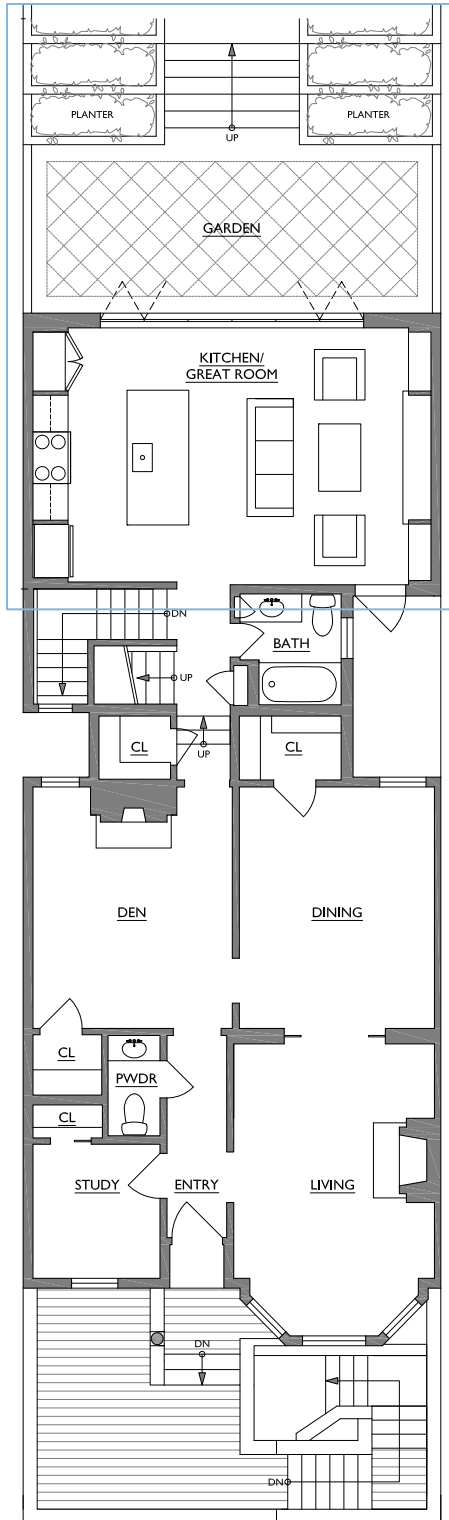 PLANTER
PLANTER
UP
GARDEN
KITCHEN/
GREAT ROOM
DN
BATH
UP
CL
UP
CL
DEN
DINING
CL
PWDR
CL
STUDY
ENTRY
LIVING
DN
DN